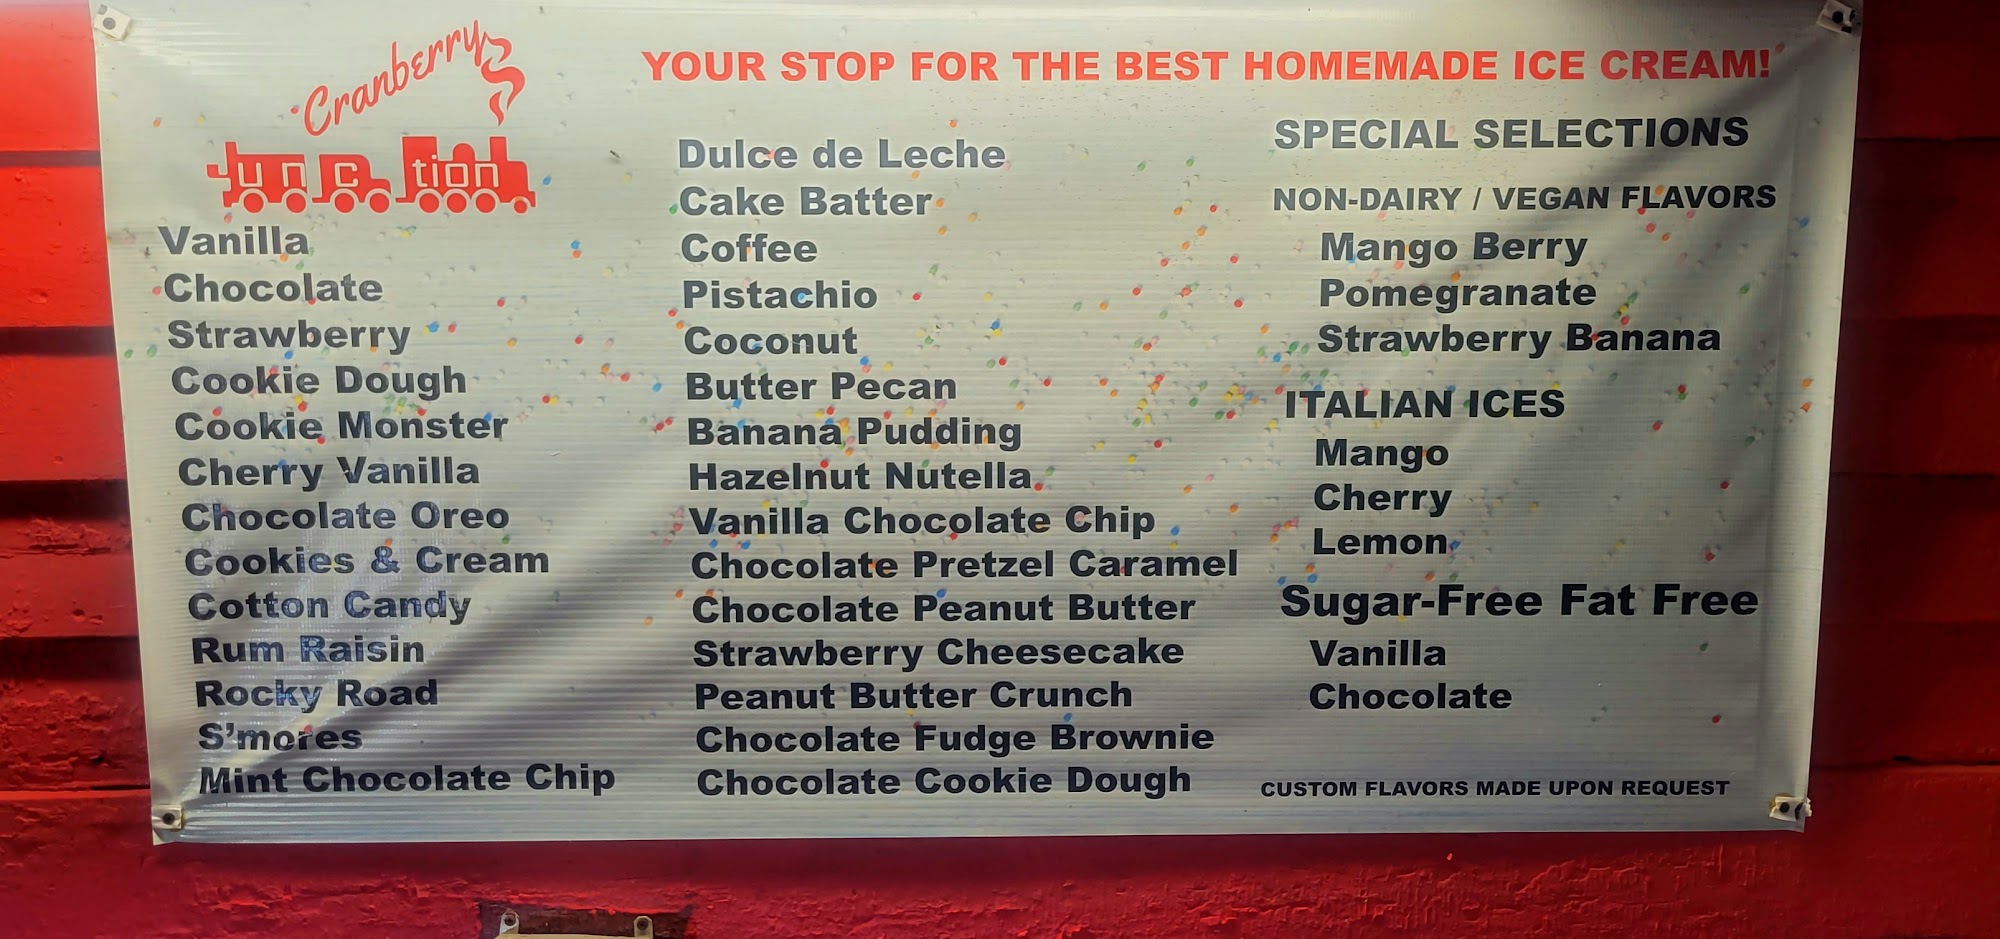 Cranberry
Junction
YOUR STOP FOR THE BEST HOMEMADE ICE CREAM!
Vanilla
Chocolate
Strawberry
Cookie Dough
Cookie Monster
Cherry Vanilla
Chocolate Oreo
Cookies & Cream
Cotton Candy
Rum Raisin
Rocky Road
S'mores
Mint Chocolate Chip
Dulce de Leche
Cake Batter
Coffee
Pistachio
Coconut
Butter Pecan
Banana Pudding
Hazelnut Nutella
Vanilla Chocolate Chip
Chocolate Pretzel Caramel
Chocolate Peanut Butter
Strawberry Cheesecake
Peanut Butter Crunch
Chocolate Fudge Brownie
Chocolate Cookie Dough
SPECIAL SELECTIONS
NON-DAIRY / VEGAN FLAVORS
Mango Berry
Pomegranate
Strawberry Banana
ITALIAN ICES
Mango
Cherry
Lemon
Sugar-Free Fat Free
Vanilla
Chocolate
CUSTOM FLAVORS MADE UPON REQUEST